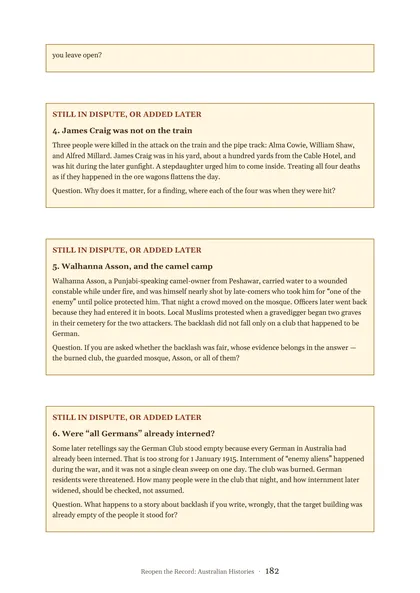 you leave open?
STILL IN DISPUTE, OR ADDED LATER
4. James Craig was not on the train
Three people were killed in the attack on the train and the pipe track: Alma Cowie, William Shaw,
and Alfred Millard. James Craig was in his yard, about a hundred yards from the Cable Hotel, and
was hit during the later gunfight. A stepdaughter urged him to come inside. Treating all four deaths
as if they happened in the ore wagons flattens the day.
Question. Why does it matter, for a finding, where each of the four was when they were hit?
STILL IN DISPUTE, OR ADDED LATER
5. Walhanna Asson, and the camel camp
Walhanna Asson, a Punjabi-speaking camel-owner from Peshawar, carried water to a wounded
constable while under fire, and was himself nearly shot by late-comers who took him for “one of the
enemy” until police protected him. That night a crowd moved on the mosque. Officers later went back
because they had entered it in boots. Local Muslims protested when a gravedigger began two graves
in their cemetery for the two attackers. The backlash did not fall only on a club that happened to be
German.
Question. If you are asked whether the backlash was fair, whose evidence belongs in the answer —
the burned club, the guarded mosque, Asson, or all of them?
STILL IN DISPUTE, OR ADDED LATER
6. Were “all Germans” already interned?
Some later retellings say the German Club stood empty because every German in Australia had
already been interned. That is too strong for 1 January 1915. Internment of “enemy aliens” happened
during the war, and it was not a single clean sweep on one day. The club was burned. German
residents were threatened. How many people were in the club that night, and how internment later
widened, should be checked, not assumed.
Question. What happens to a story about backlash if you write, wrongly, that the target building was
already empty of the people it stood for?
Reopen the Record: Australian Histories · 182